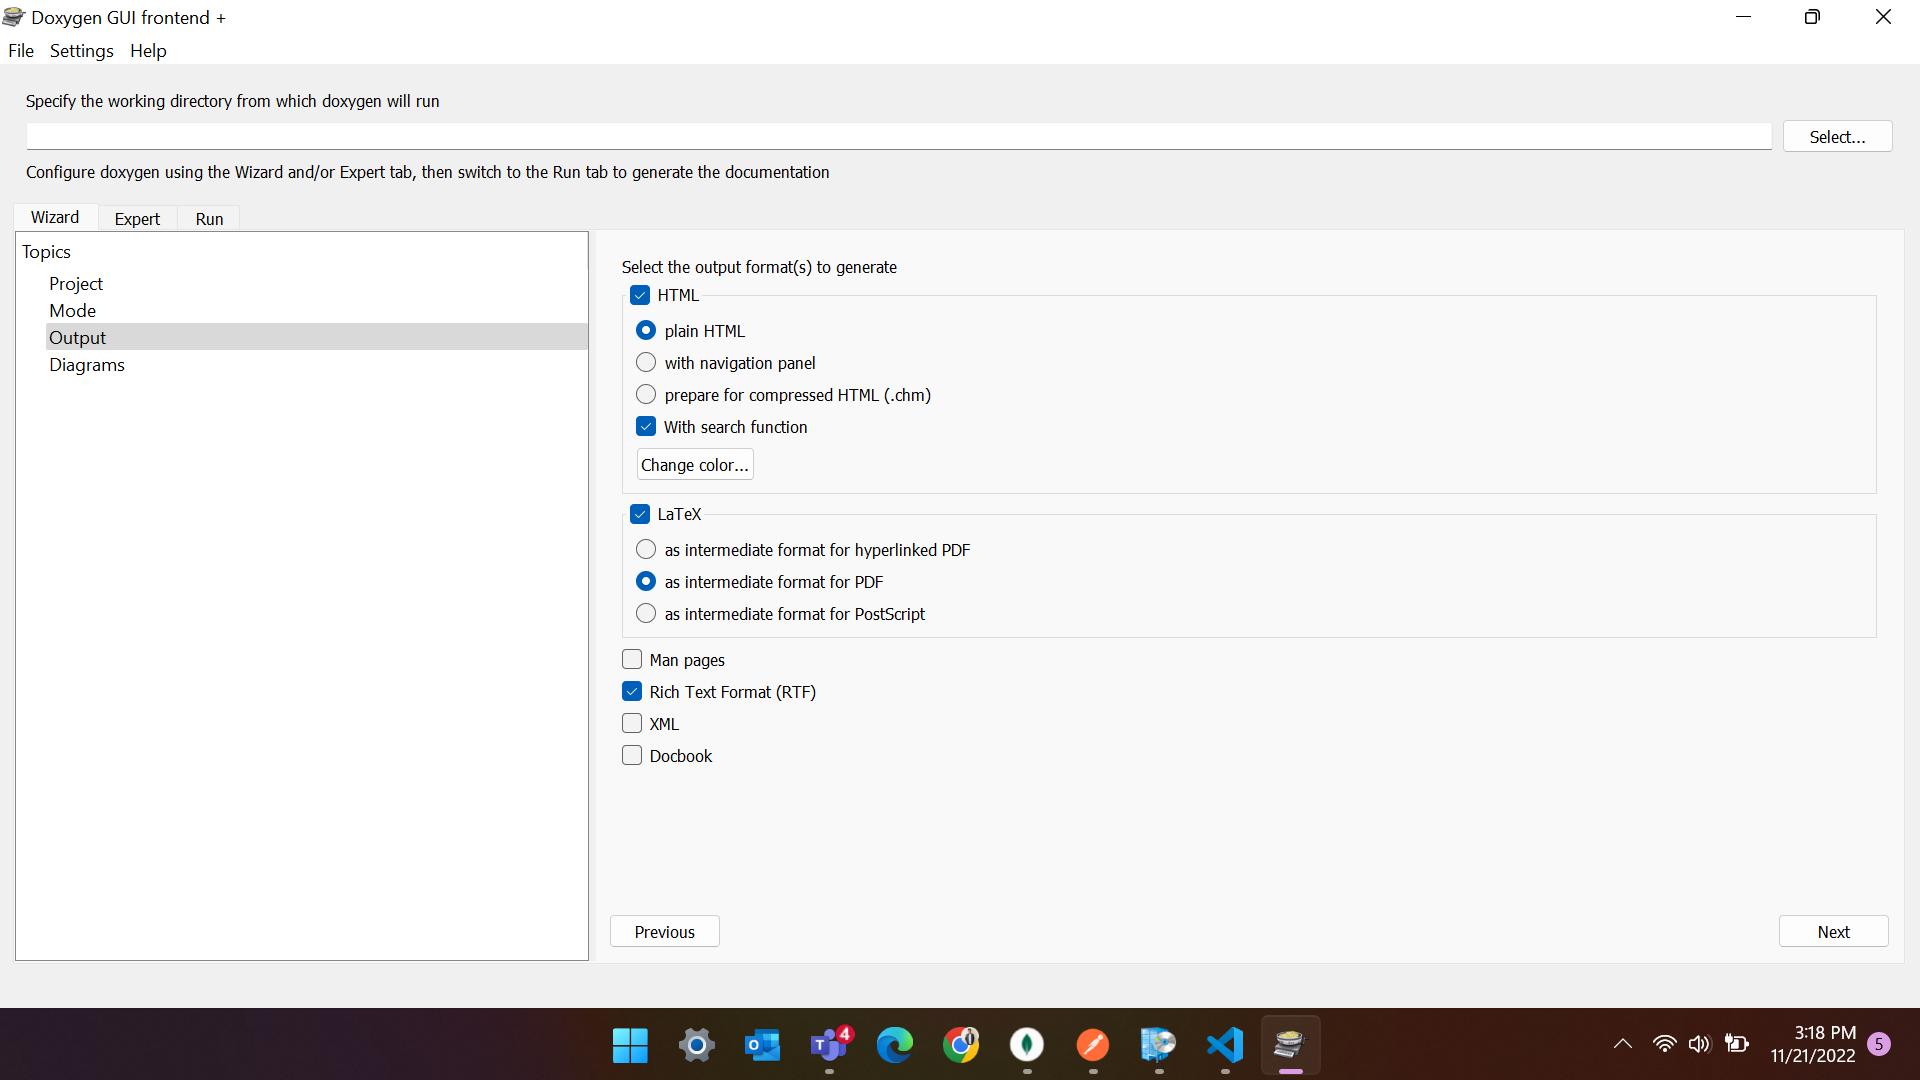 Doxygen GUI frontend +
File Settings Help
Specify the working directory from which doxygen will run
Select...
Configure doxygen using the Wizard and/or Expert tab, then switch to the Run tab to generate the documentation
Wizard Expert Run
Topics
Project
Mode
Output
Diagrams
Select the output format(s) to generate
HTML
plain HTML
with navigation panel
prepare for compressed HTML (.chm)
With search function
Change color...
LaTeX
as intermediate format for hyperlinked PDF
as intermediate format for PDF
as intermediate format for PostScript
Man pages
Rich Text Format (RTF)
XML
Docbook
Previous
Next
4
3:18 PM
11/21/2022
5